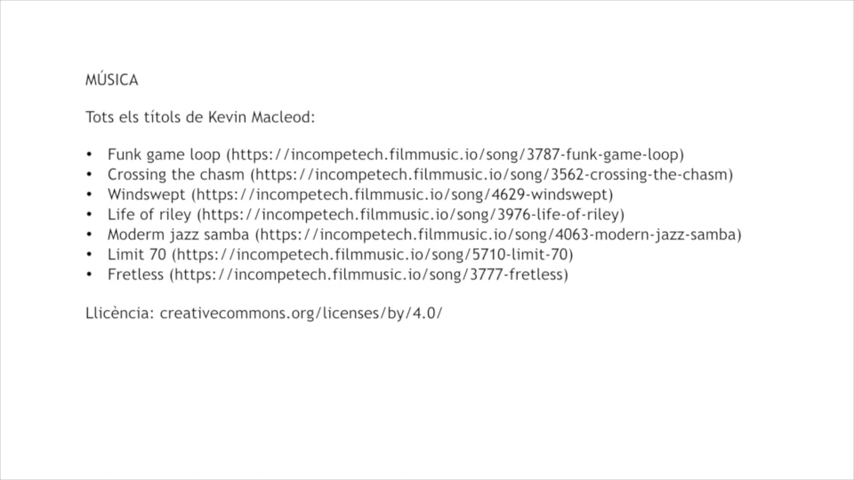 MÚSICA
Tots els títols de Kevin Macleod:
• Funk game loop (https://incompetech.filmmusic.io/song/3787-funk-game-loop)
• Crossing the chasm (https://incompetech.filmmusic.io/song/3562-crossing-the-chasm)
• Windswept (https://incompetech.filmmusic.io/song/4629-windswept)
• Life of riley (https://incompetech.filmmusic.io/song/3976-life-of-riley)
• Moderm jazz samba (https://incompetech.filmmusic.io/song/4063-modern-jazz-samba)
• Limit 70 (https://incompetech.filmmusic.io/song/5710-limit-70)
• Fretless (https://incompetech.filmmusic.io/song/3777-fretless)
Llicència: creativecommons.org/licenses/by/4.0/